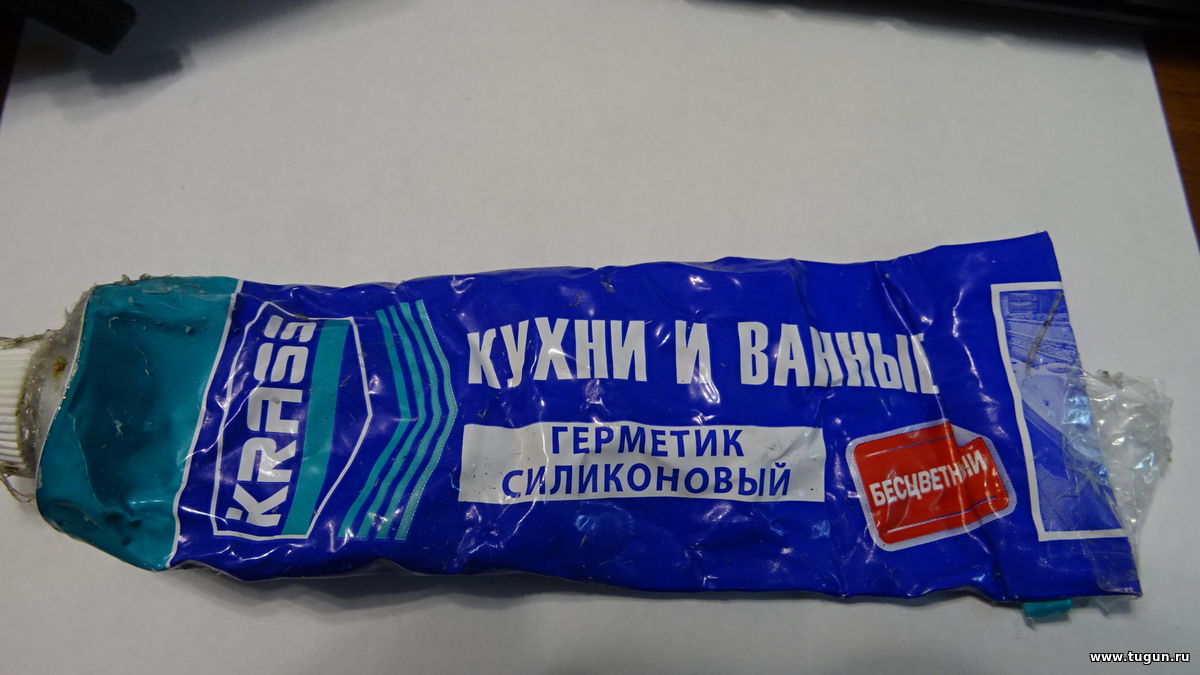 KRASS
КУХНИ И ВАННЫЕ
ГЕРМЕТИК
СИЛИКОНОВЫЙ
БЕСЦВЕТНЫЙ
www.tugun.ru